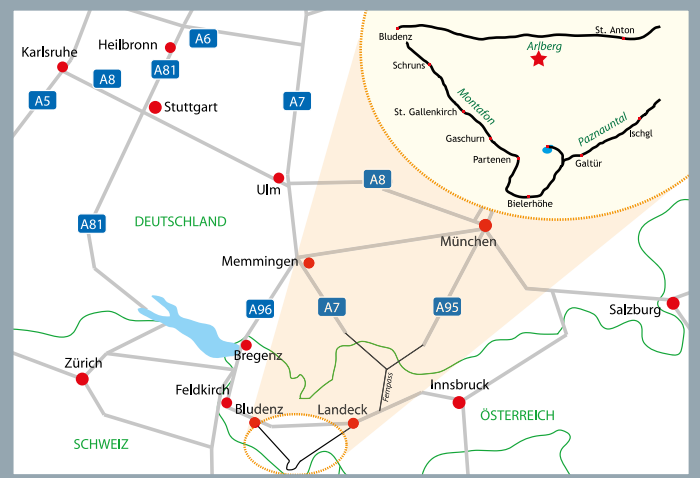 Karlsruhe
Heilbronn
A6
A81
A8
A5
Stuttgart
A7
Ulm
A8
A81
DEUTSCHLAND
München
Memmingen
A96
A7
A95
Salzburg
Bregenz
Zürich
Feldkirch
Fernpass
Innsbruck
Bludenz
Landeck
ÖSTERREICH
SCHWEIZ
Bludenz
St. Anton
Arlberg
Schruns
Montafon
St. Gallenkirch
Paznauntal
Ischgl
Gaschurn
Partenen
Galtür
Bielerhöhe